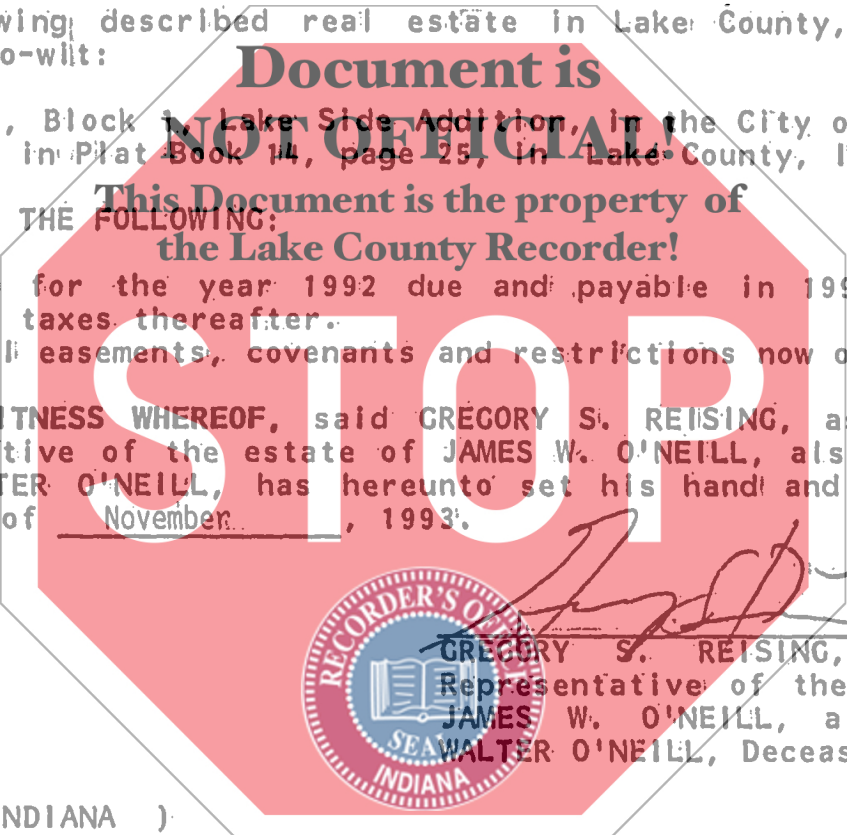 wing described real estate in Lake County,
o-wit:
Document is
, Block 1, Lake Side Addition, in the City o
NOT OFFICIAL!
in Plat Book 14, page 25, in Lake County, I
This Document is the property of
THE FOLLOWING:
the Lake County Recorder!
for the year 1992 due and payable in 199
taxes thereafter.
l easements, covenants and restrictions now o
ITNESS WHEREOF, said GREGORY S. REISING, as
tive of the estate of JAMES W. O'NEILL, als
TER O'NEILL, has hereunto set his hand and
of November, 1993.
STOP
GREGORY S. REISING,
Representative of the
JAMES W. O'NEILL, a
WALTER O'NEILL, Deceas
RECORDER'S OFFICE
SEAL
INDIANA
NDIANA )